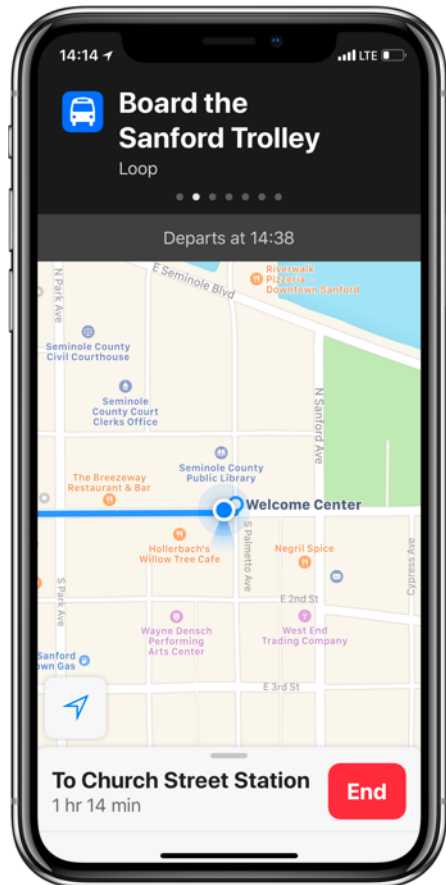 14:14
LTE
Board the
Sanford Trolley
Loop
Departs at 14:38
N Park Ave
E Seminole Blvd
Riverwalk
Pizzeria –
Downtown Sanford
Seminole County
Civil Courthouse
Seminole
County Court
Clerks Office
N Sanford Ave
The Breezeway
Restaurant & Bar
Seminole County
Public Library
Welcome Center
Hollerbach's
Willow Tree Cafe
S Palmetto Ave
Negril Spice
Cypress Ave
S Park Ave
E 2nd St
Wayne Densch
Performing
Arts Center
West End
Trading Company
Sanford
own Gas
E 3rd St
To Church Street Station
1 hr 14 min
End